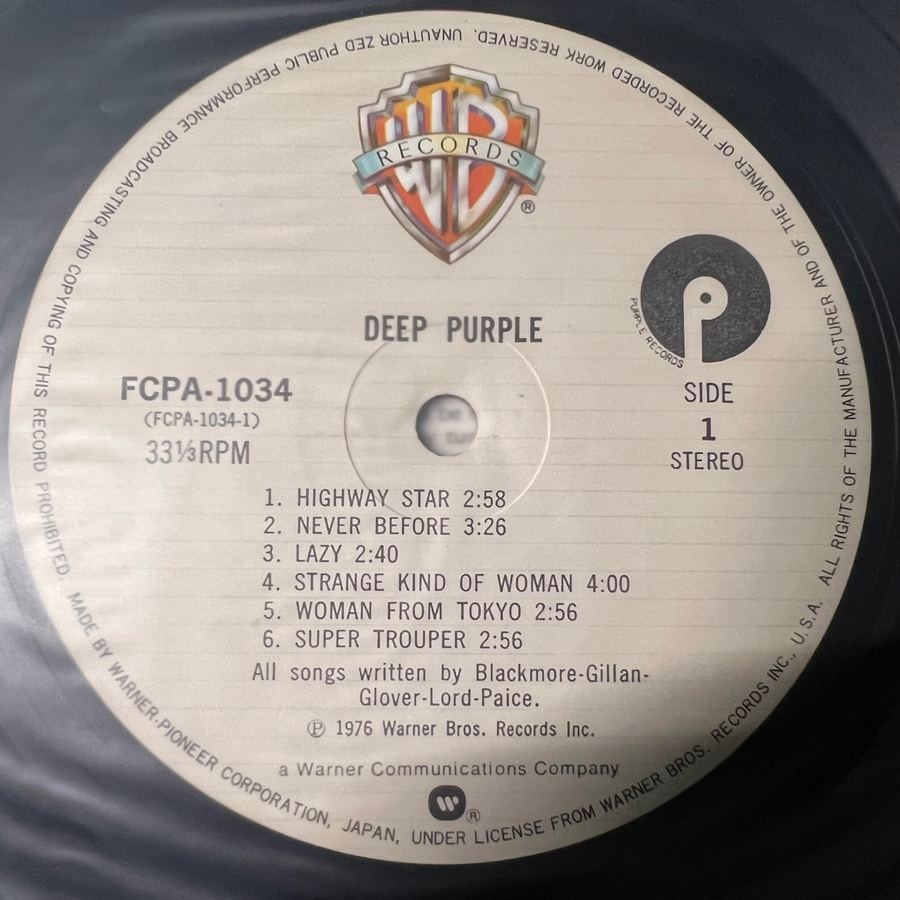 WB
RECORDS
®
DEEP PURPLE
P
PURPLE RECORDS
FCPA-1034
(FCPA-1034-1)
33⅓RPM
SIDE
1
STEREO
1. HIGHWAY STAR 2:58
2. NEVER BEFORE 3:26
3. LAZY 2:40
4. STRANGE KIND OF WOMAN 4:00
5. WOMAN FROM TOKYO 2:56
6. SUPER TROUPER 2:56
All songs written by Blackmore-Gillan-
Glover-Lord-Paice.
℗ 1976 Warner Bros. Records Inc.
a Warner Communications Company
®
MADE BY WARNER-PIONEER CORPORATION, JAPAN, UNDER LICENSE FROM WARNER BROS. RECORDS INC., U.S.A. ALL RIGHTS OF THE MANUFACTURER AND OF THE OWNER OF THE RECORDED WORK RESERVED. UNAUTHOR ZED PUBLIC PERFORMANCE BROADCASTING AND COPYING OF THIS RECORD PROHIBITED.